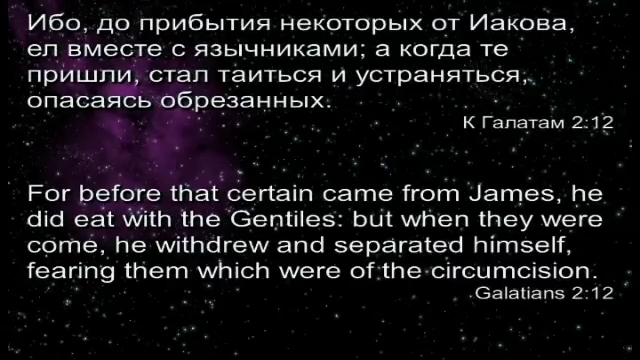 Ибо, до прибытия некоторых от Иакова,
ел вместе с язычниками; а когда те
пришли, стал таиться и устраняться,
опасаясь обрезанных.
К Галатам 2:12
For before that certain came from James, he
did eat with the Gentiles: but when they were
come, he withdrew and separated himself,
fearing them which were of the circumcision.
Galatians 2:12